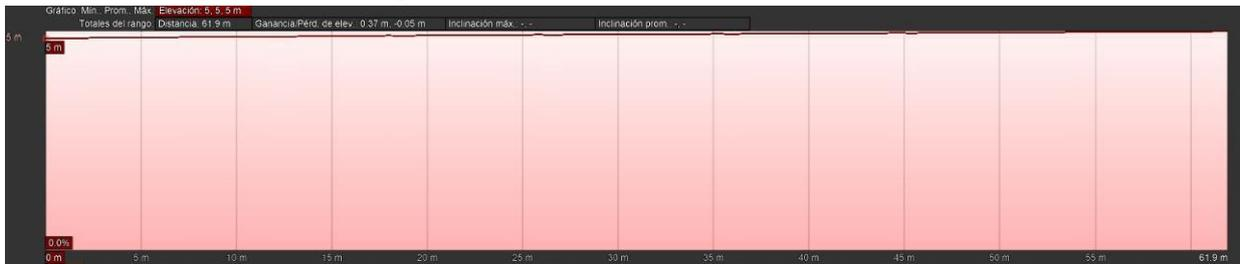 Gráfico. Mín., Prom., Máx. Elevación: 5, 5, 5 m
Totales del rango: Distancia: 61.9 m Ganancia/Pérd. de elev.: 0.37 m, -0.05 m Inclinación máx.: -, - Inclinación prom.: -, -
5 m
5 m
0.0%
0 m 5 m 10 m 15 m 20 m 25 m 30 m 35 m 40 m 45 m 50 m 55 m 61.9 m